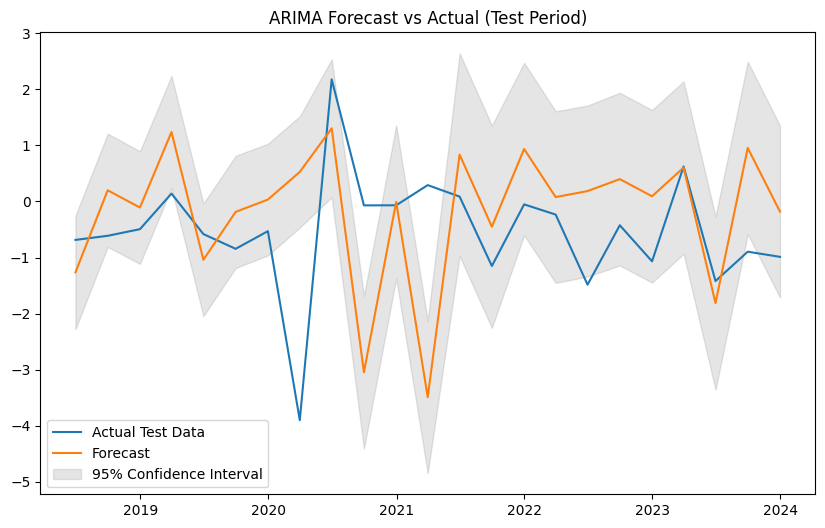 ARIMA Forecast vs Actual (Test Period)
3
2
1
0
−1
−2
−3
−4
−5
Actual Test Data
Forecast
95% Confidence Interval
2019 2020 2021 2022 2023 2024